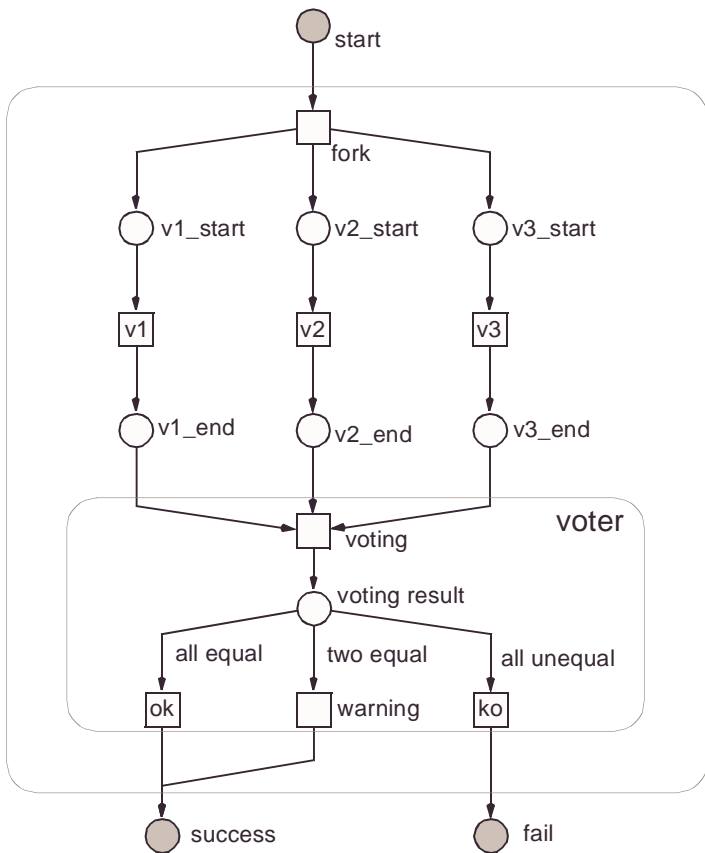 start
fork
v1_start
v2_start
v3_start
v1
v2
v3
v1_end
v2_end
v3_end
voter
voting
voting result
all equal
two equal
all unequal
ok
warning
ko
success
fail